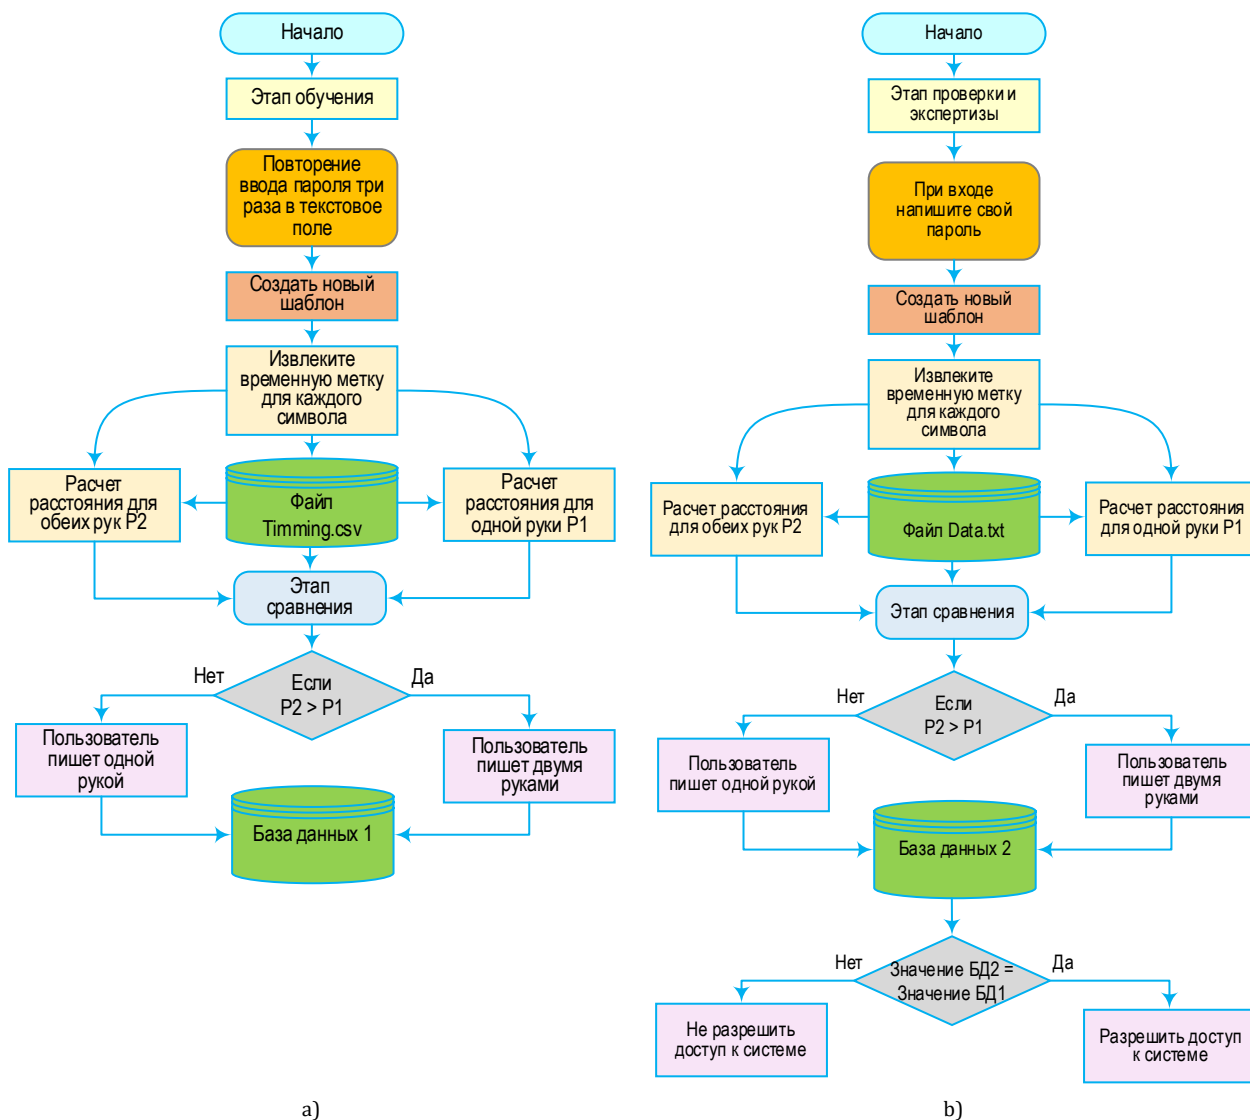 Начало
Этап обучения
Повторение
ввода пароля три
раза в текстовое
поле
Создать новый
шаблон
Извлеките
временную метку
для каждого
символа
Расчет
расстояния для
обеих рук P2
Файл
Timming.csv
Расчет
расстояния для
одной руки P1
Этап
сравнения
Нет
Если
P2 > P1
Да
Пользователь
пишет одной
рукой
Пользователь
пишет двумя
руками
База данных 1
a)
Начало
Этап проверки и
экспертизы
При входе
напишите свой
пароль
Создать новый
шаблон
Извлеките
временную метку
для каждого
символа
Расчет расстояния
для обеих рук P2
Файл Data.txt
Расчет расстояния
для одной руки P1
Этап сравнения
Нет
Если
P2 > P1
Да
Пользователь
пишет одной рукой
Пользователь
пишет двумя
руками
База данных 2
Нет
Значение БД2 =
Значение БД1
Да
Не разрешить
доступ к системе
Разрешить доступ
к системе
b)